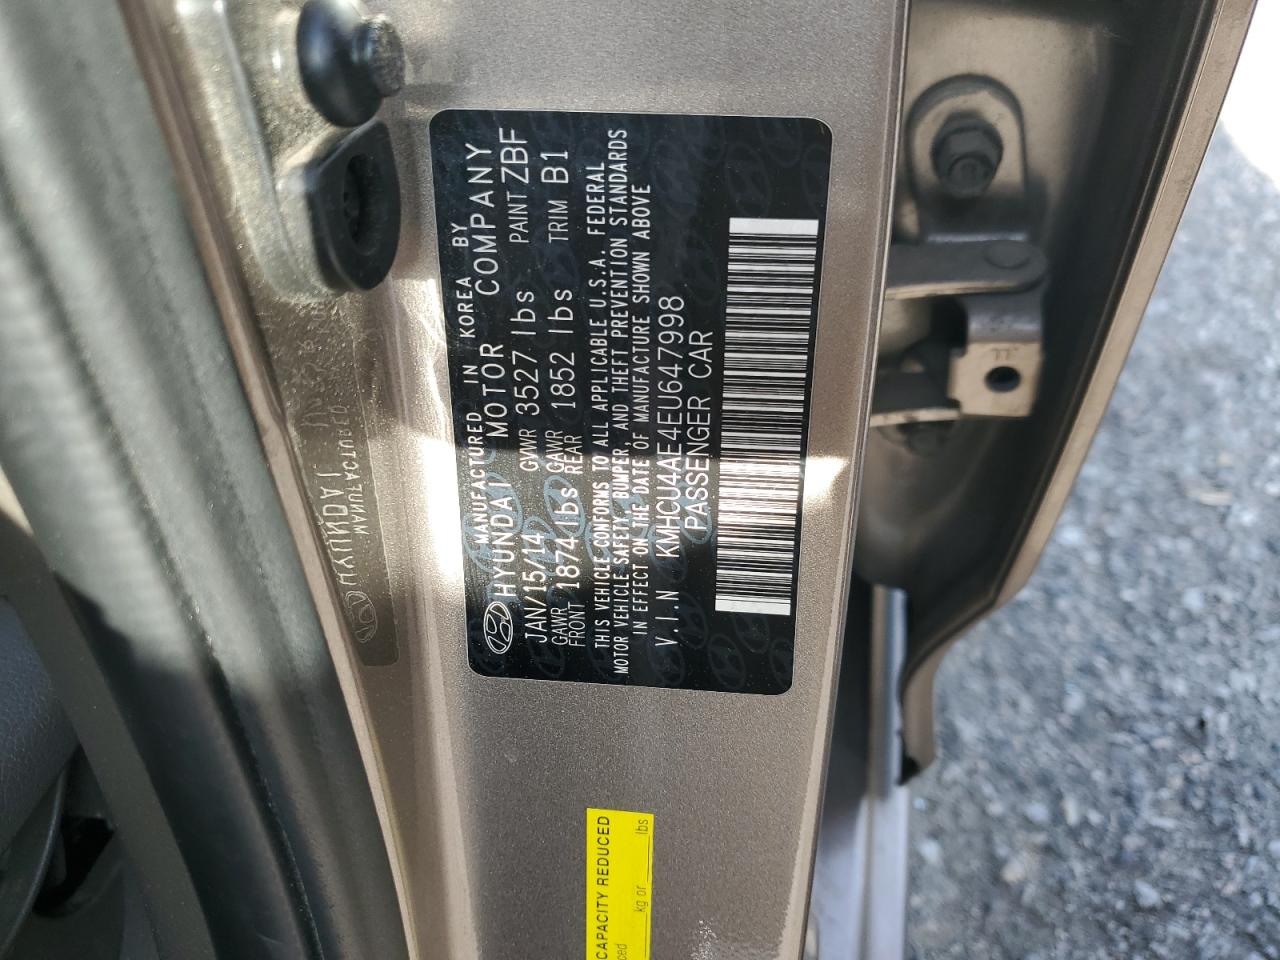 MANUFACTURED IN KOREA BY
HYUNDAI MOTOR COMPANY
JAN/15/14 GVWR 3527 lbs PAINT ZBF
GAWR FRONT 1874 lbs GAWR REAR 1852 lbs TRIM B1
THIS VEHICLE CONFORMS TO ALL APPLICABLE U.S.A. FEDERAL
MOTOR VEHICLE SAFETY, BUMPER, AND THEFT PREVENTION STANDARDS
IN EFFECT ON THE DATE OF MANUFACTURE SHOWN ABOVE
V.I.N KMHCU4AE4EU647998
PASSENGER CAR
CAPACITY REDUCED
kg or lbs